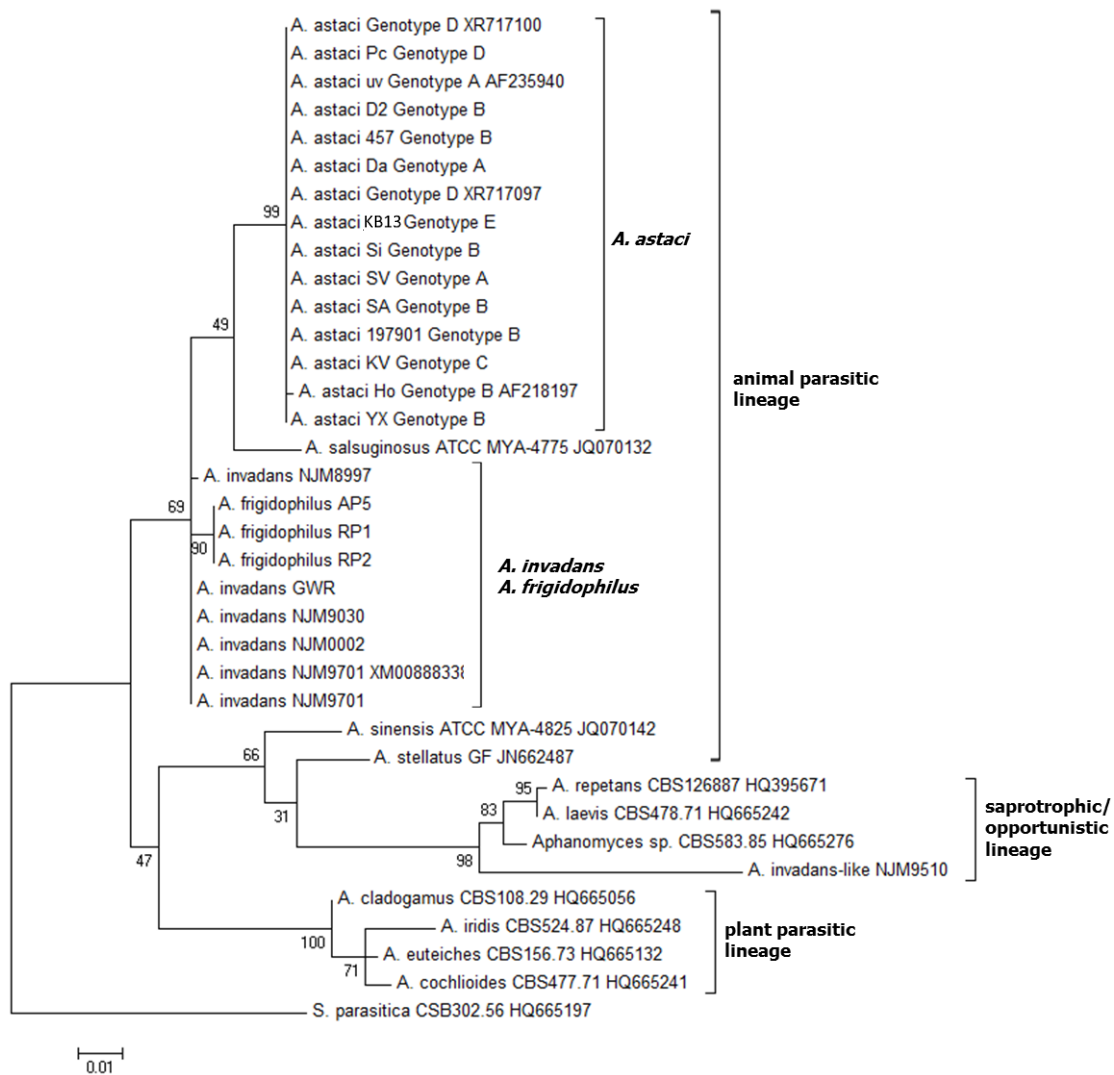 A. astaci Genotype D XR717100
A. astaci Pc Genotype D
A. astaci uv Genotype A AF235940
A. astaci D2 Genotype B
A. astaci 457 Genotype B
A. astaci Da Genotype A
A. astaci Genotype D XR717097
99
A. astaci KB13 Genotype E
A. astaci
A. astaci Si Genotype B
A. astaci SV Genotype A
A. astaci SA Genotype B
49
A. astaci 197901 Genotype B
A. astaci KV Genotype C
animal parasitic
lineage
A. astaci Ho Genotype B AF218197
A. astaci YX Genotype B
A. salsuginosus ATCC MYA-4775 JQ070132
A. invadans NJM8997
69
A. frigidophilus AP5
A. frigidophilus RP1
90
A. frigidophilus RP2
A. invadans
A. frigidophilus
A. invadans GWR
A. invadans NJM9030
A. invadans NJM0002
A. invadans NJM9701 XM00888338
A. invadans NJM9701
A. sinensis ATCC MYA-4825 JQ070142
66
A. stellatus GF JN662487
95
A. repetans CBS126887 HQ395671
31
83
A. laevis CBS478.71 HQ665242
saprotrophic/
opportunistic
lineage
Aphanomyces sp. CBS583.85 HQ665276
47
98
A. invadans-like NJM9510
A. cladogamus CBS108.29 HQ665056
100
A. iridis CBS524.87 HQ665248
plant parasitic
lineage
A. euteiches CBS156.73 HQ665132
71
A. cochlioides CBS477.71 HQ665241
S. parasitica CSB302.56 HQ665197
0.01